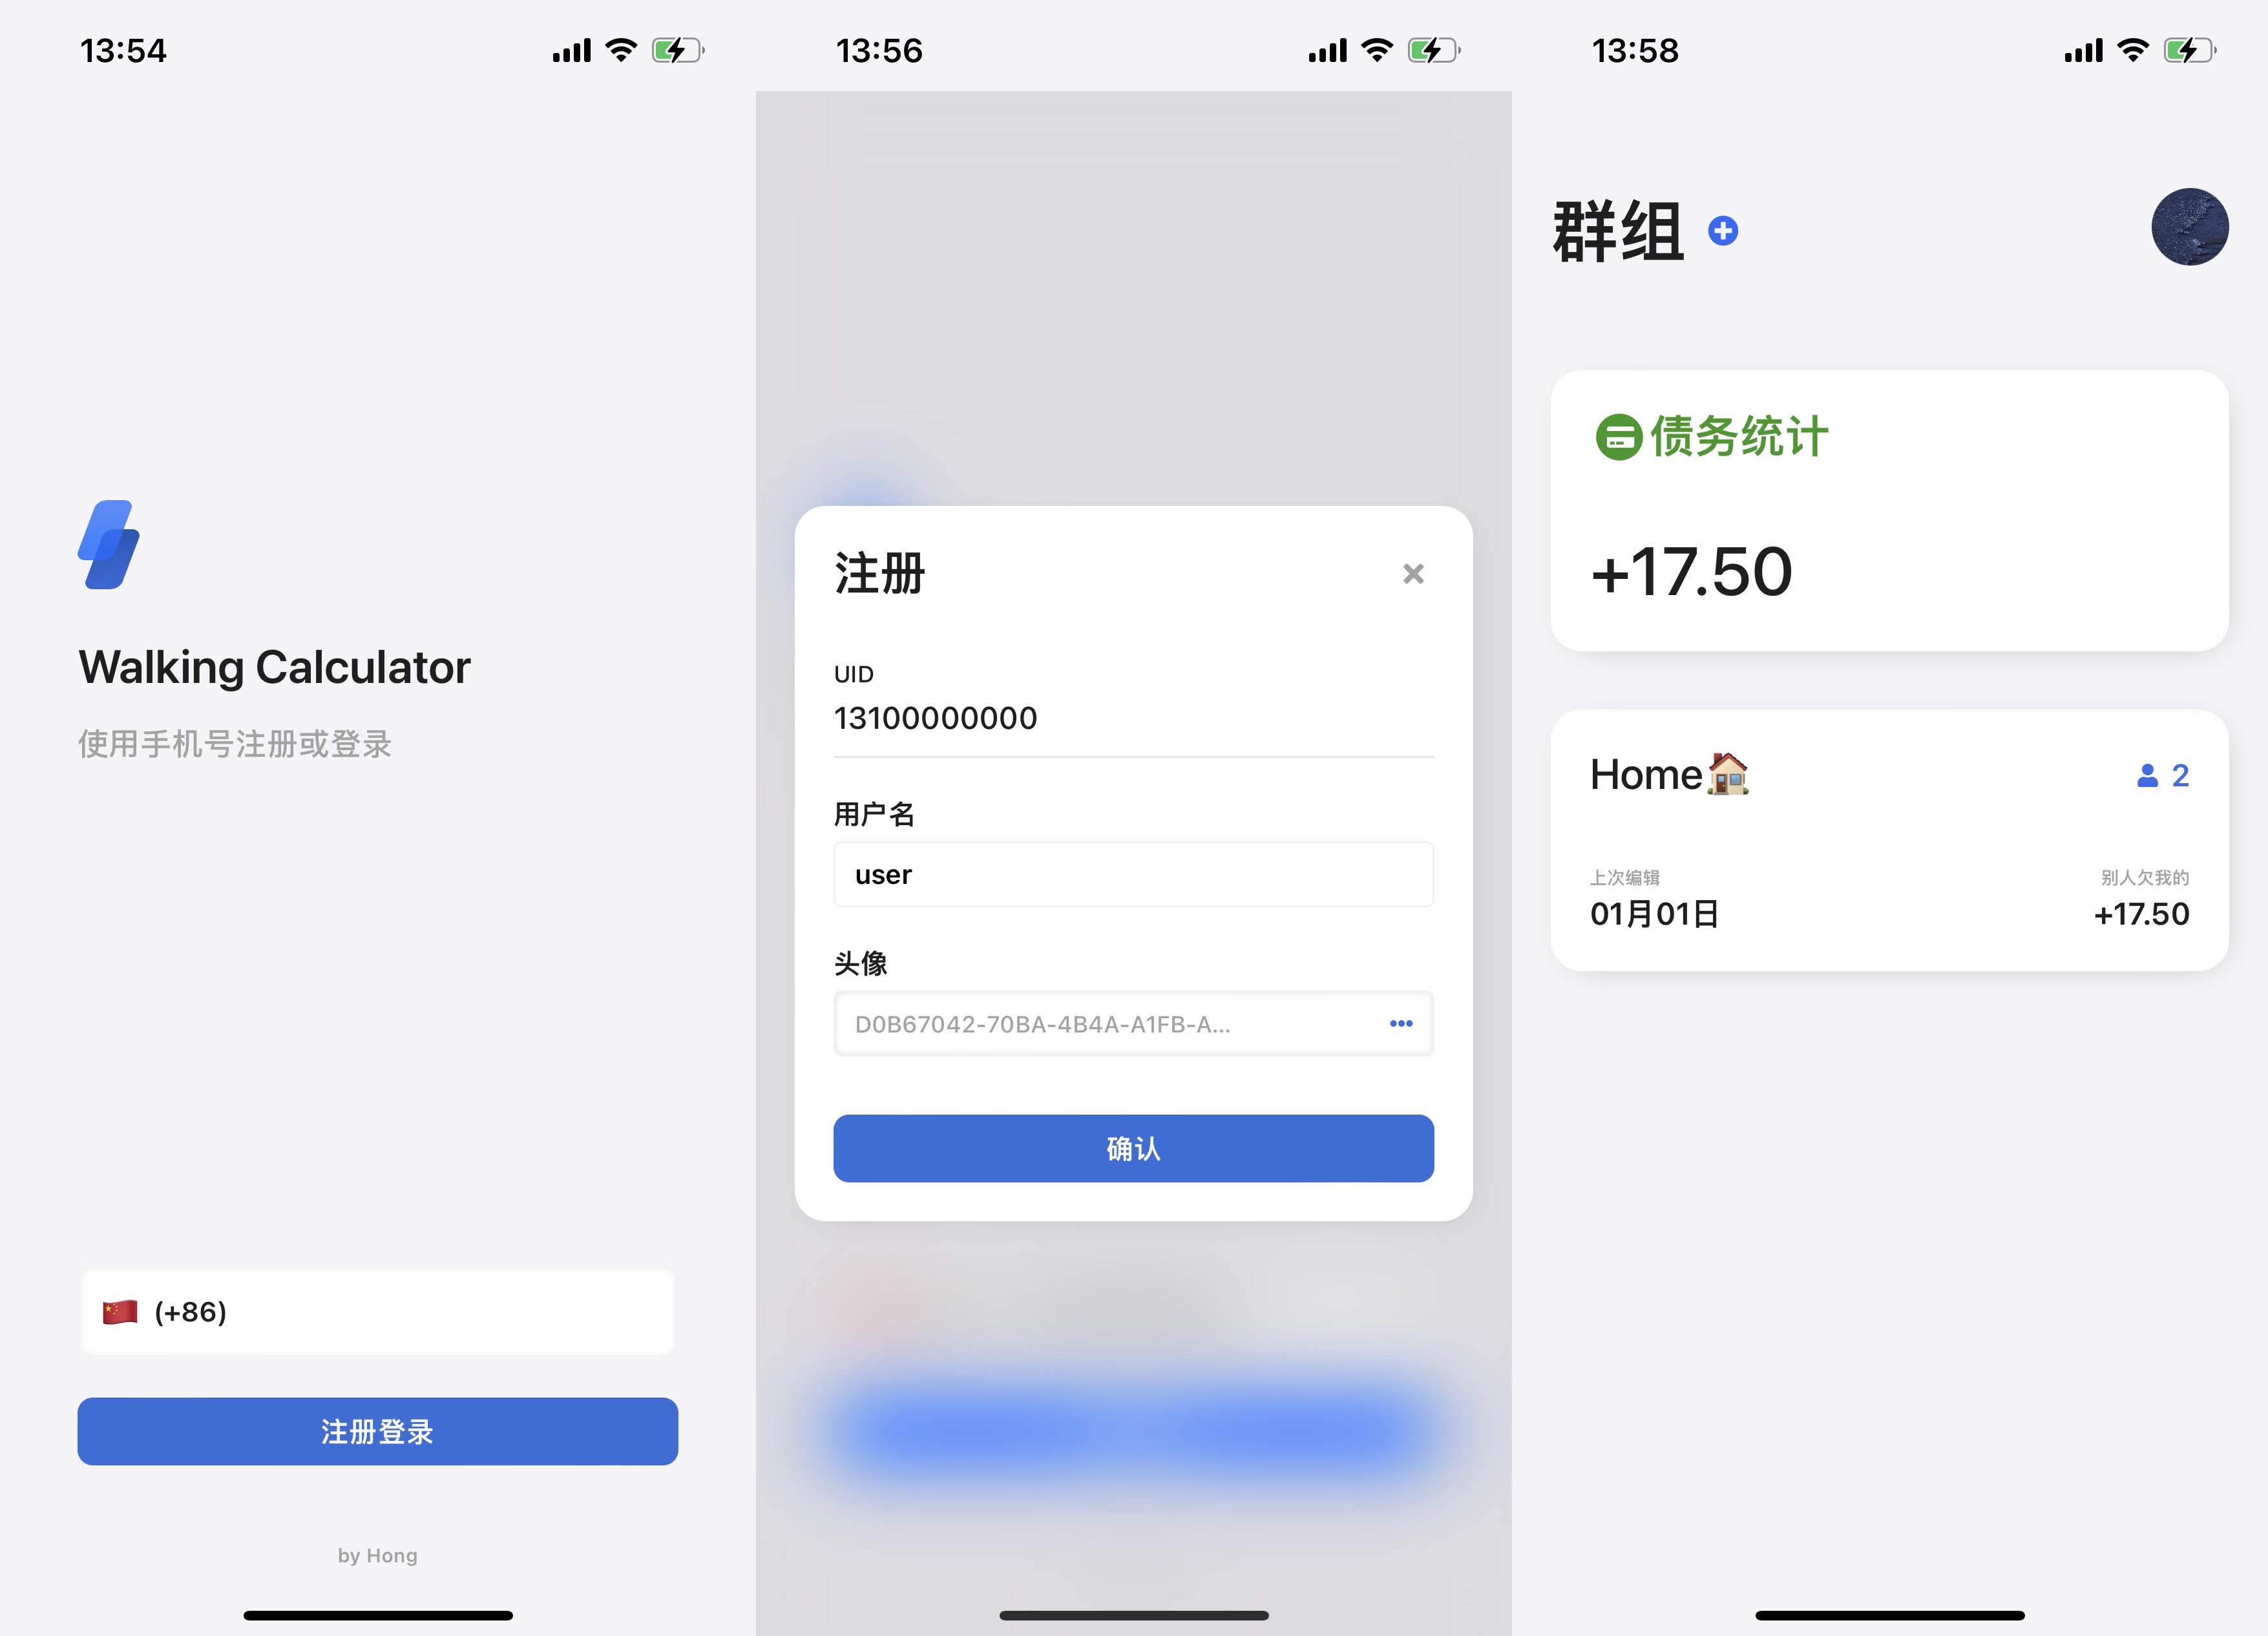 13:54
Walking Calculator
使用手机号注册或登录
(+86)
注册登录
by Hong
13:56
注册
UID
13100000000
用户名
user
头像
D0B67042-70BA-4B4A-A1FB-A...
确认
13:58
群组
债务统计
+17.50
Home🏠
2
上次编辑
别人欠我的
01月01日
+17.50